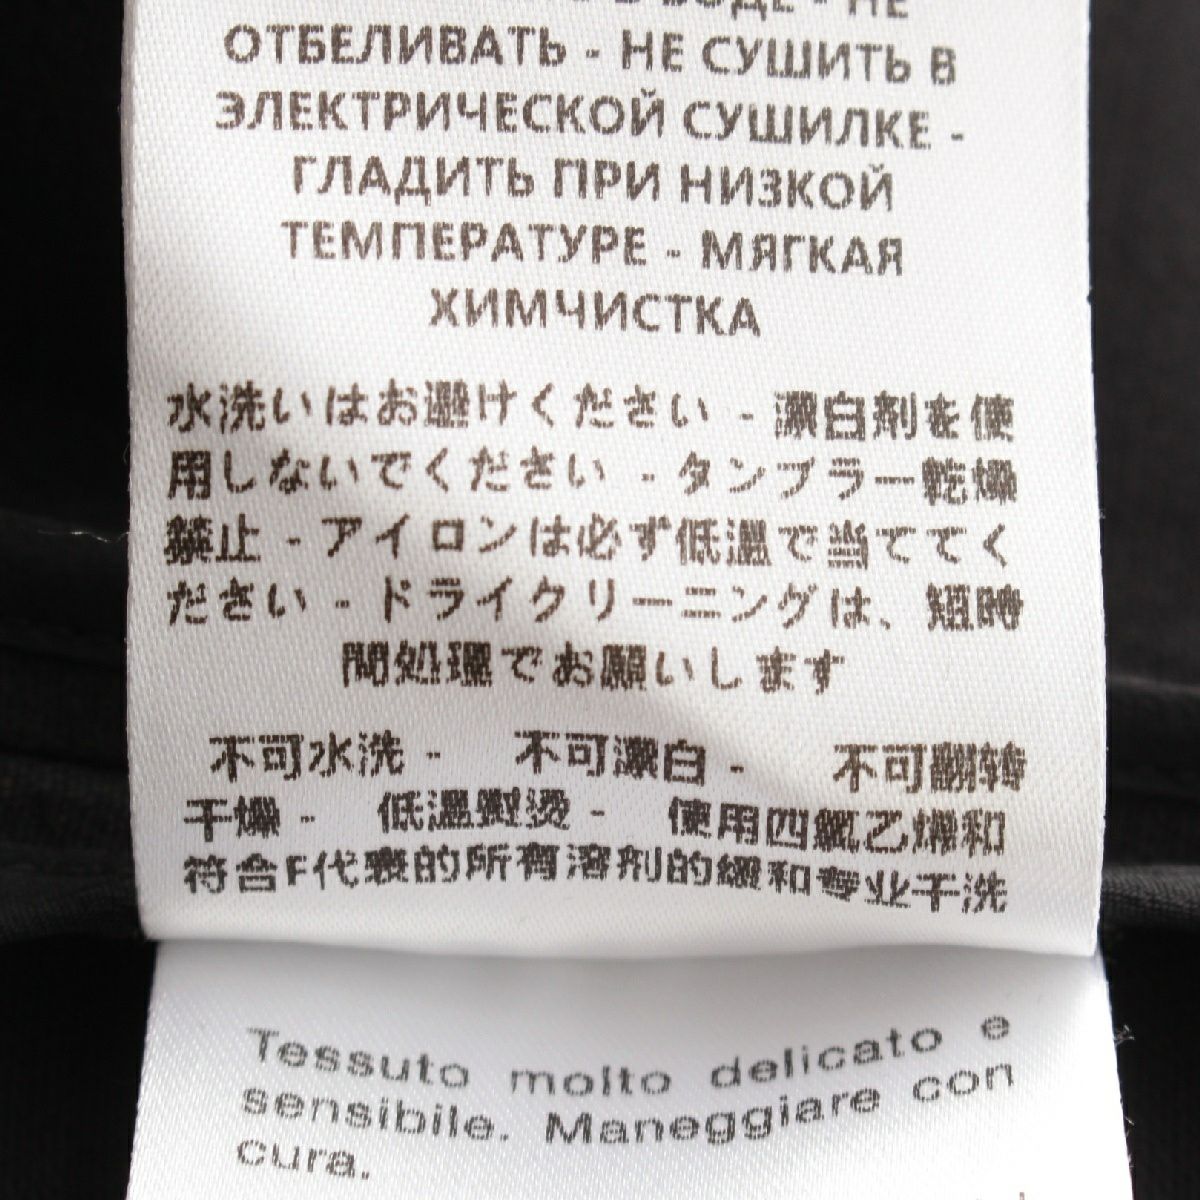 В ВОДЕ - НЕ
ОТБЕЛИВАТЬ - НЕ СУШИТЬ В
ЭЛЕКТРИЧЕСКОЙ СУШИЛКЕ -
ГЛАДИТЬ ПРИ НИЗКОЙ
ТЕМПЕРАТУРЕ - МЯГКАЯ
ХИМЧИСТКА
水洗いはお避けください - 漂白剤を使
用しないでください - タンブラー乾燥
禁止 - アイロンは必ず低温で当ててく
ださい - ドライクリーニングは、短時
間処理でお願いします
不可水洗 - 不可漂白 - 不可翻转
干燥 - 低温熨烫 - 使用四氯乙烯和
符合F代表的所有溶剂的缓和专业干洗
Tessuto molto delicato e
sensibile. Maneggiare con
cura.